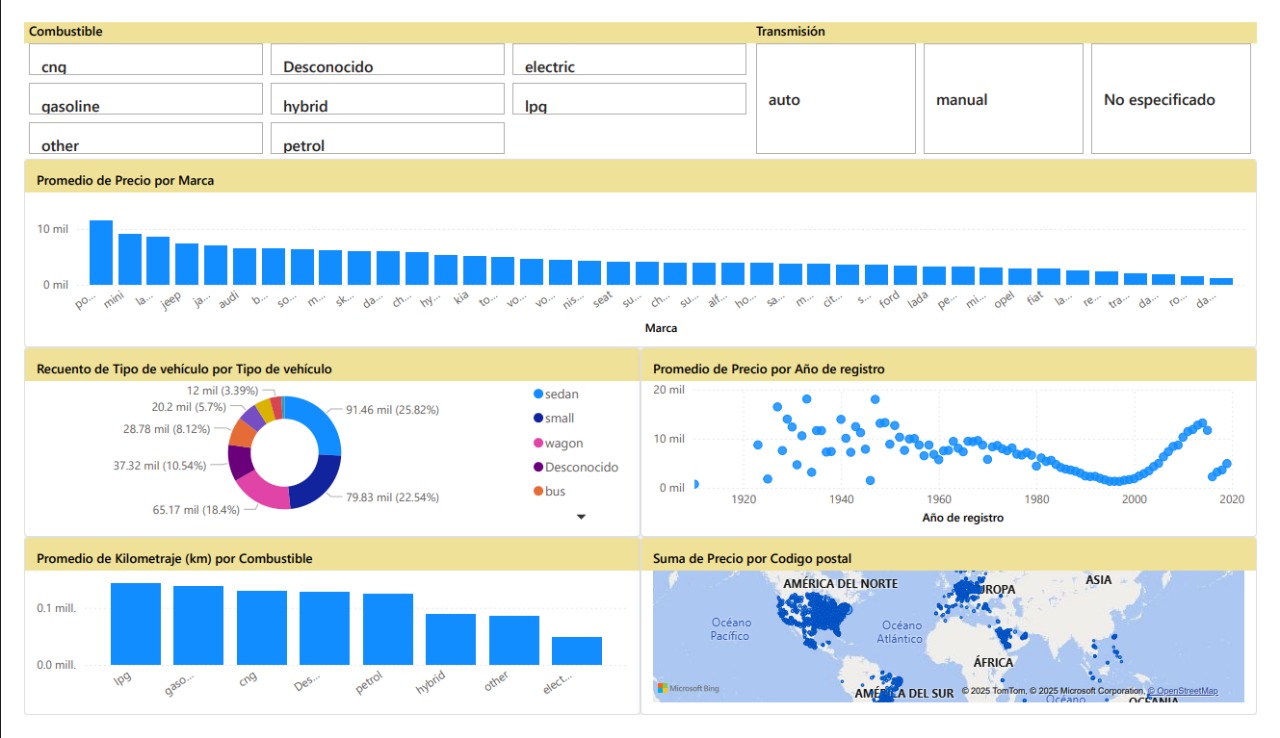 Combustible
Transmisión
cng
Desconocido
electric
auto
manual
No especificado
gasoline
hybrid
lpg
other
petrol
Promedio de Precio por Marca
10 mil
0 mil
po...
mini
la...
jeep
ja...
audi
b...
so...
m...
sk...
da...
ch...
hy...
kia
to...
vo...
vo...
nis...
seat
su...
ch...
su...
alf...
ho...
sa...
m...
cit...
s...
ford
lada
pe...
mi...
opel
fiat
la...
re...
tra...
da...
ro...
da...
Marca
Recuento de Tipo de vehículo por Tipo de vehículo
12 mil (3.39%)
20.2 mil (5.7%)
28.78 mil (8.12%)
37.32 mil (10.54%)
65.17 mil (18.4%)
91.46 mil (25.82%)
79.83 mil (22.54%)
sedan
small
wagon
Desconocido
bus
Promedio de Precio por Año de registro
20 mil
10 mil
0 mil
1920
1940
1960
1980
2000
2020
Año de registro
Promedio de Kilometraje (km) por Combustible
0.1 mill.
0.0 mill.
lpg
gaso...
cng
Des...
petrol
hybrid
other
elect...
Suma de Precio por Codigo postal
AMÉRICA DEL NORTE
ASIA
Océano
Pacífico
Océano
Atlántico
ÁFRICA
AMÉRICA DEL SUR
Océano
Microsoft Bing
© 2025 TomTom, © 2025 Microsoft Corporation, © OpenStreetMap